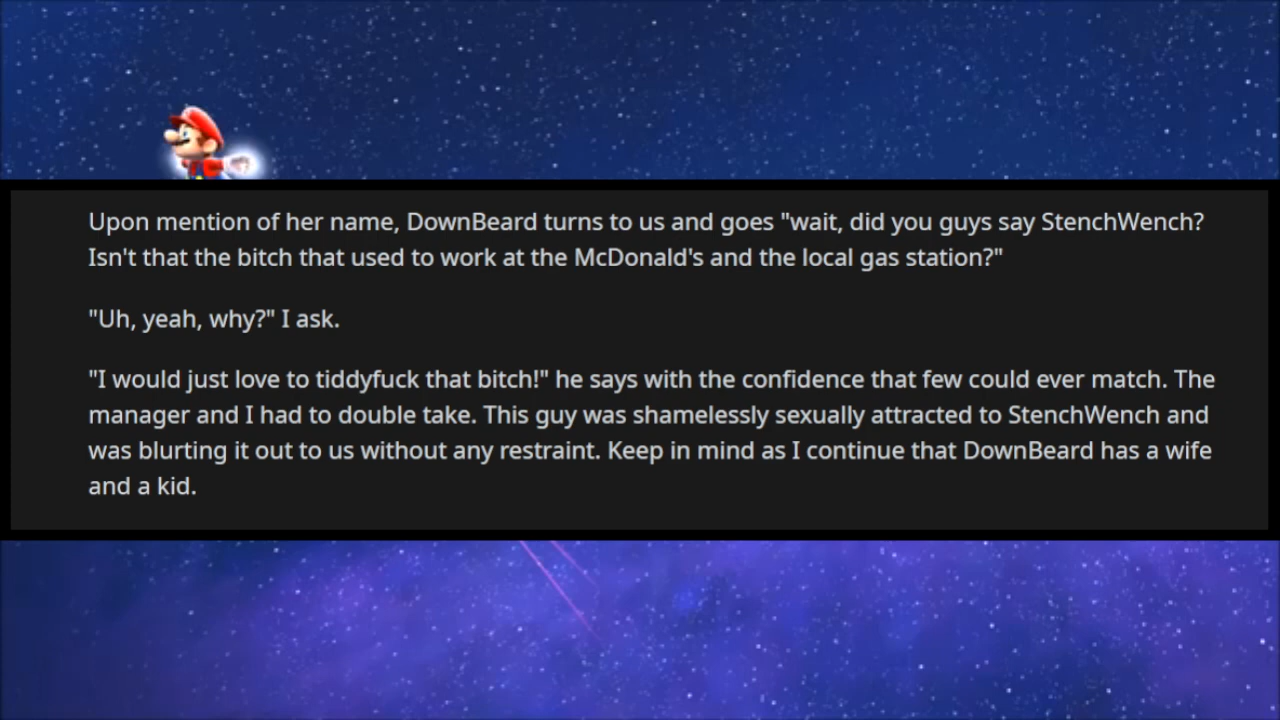 Upon mention of her name, DownBeard turns to us and goes "wait, did you guys say StenchWench?
Isn't that the bitch that used to work at the McDonald's and the local gas station?"
"Uh, yeah, why?" I ask.
"I would just love to tiddyfuck that bitch!" he says with the confidence that few could ever match. The
manager and I had to double take. This guy was shamelessly sexually attracted to StenchWench and
was blurting it out to us without any restraint. Keep in mind as I continue that DownBeard has a wife
and a kid.